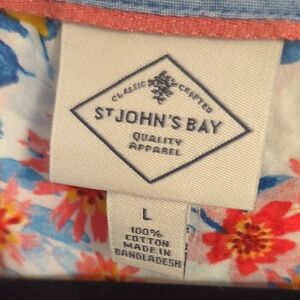 CLASSIC CRAFTED
ST JOHN'S BAY
QUALITY
APPAREL
L
100%
COTTON
MADE IN
BANGLADESH